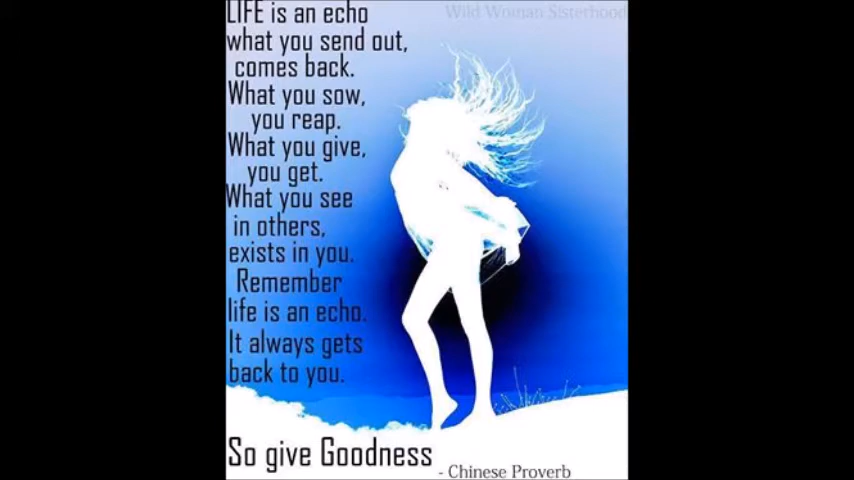 Wild Woman Sisterhood
LIFE is an echo
what you send out,
comes back.
What you sow,
you reap.
What you give,
you get.
What you see
in others,
exists in you.
Remember
life is an echo.
It always gets
back to you.
So give Goodness
- Chinese Proverb